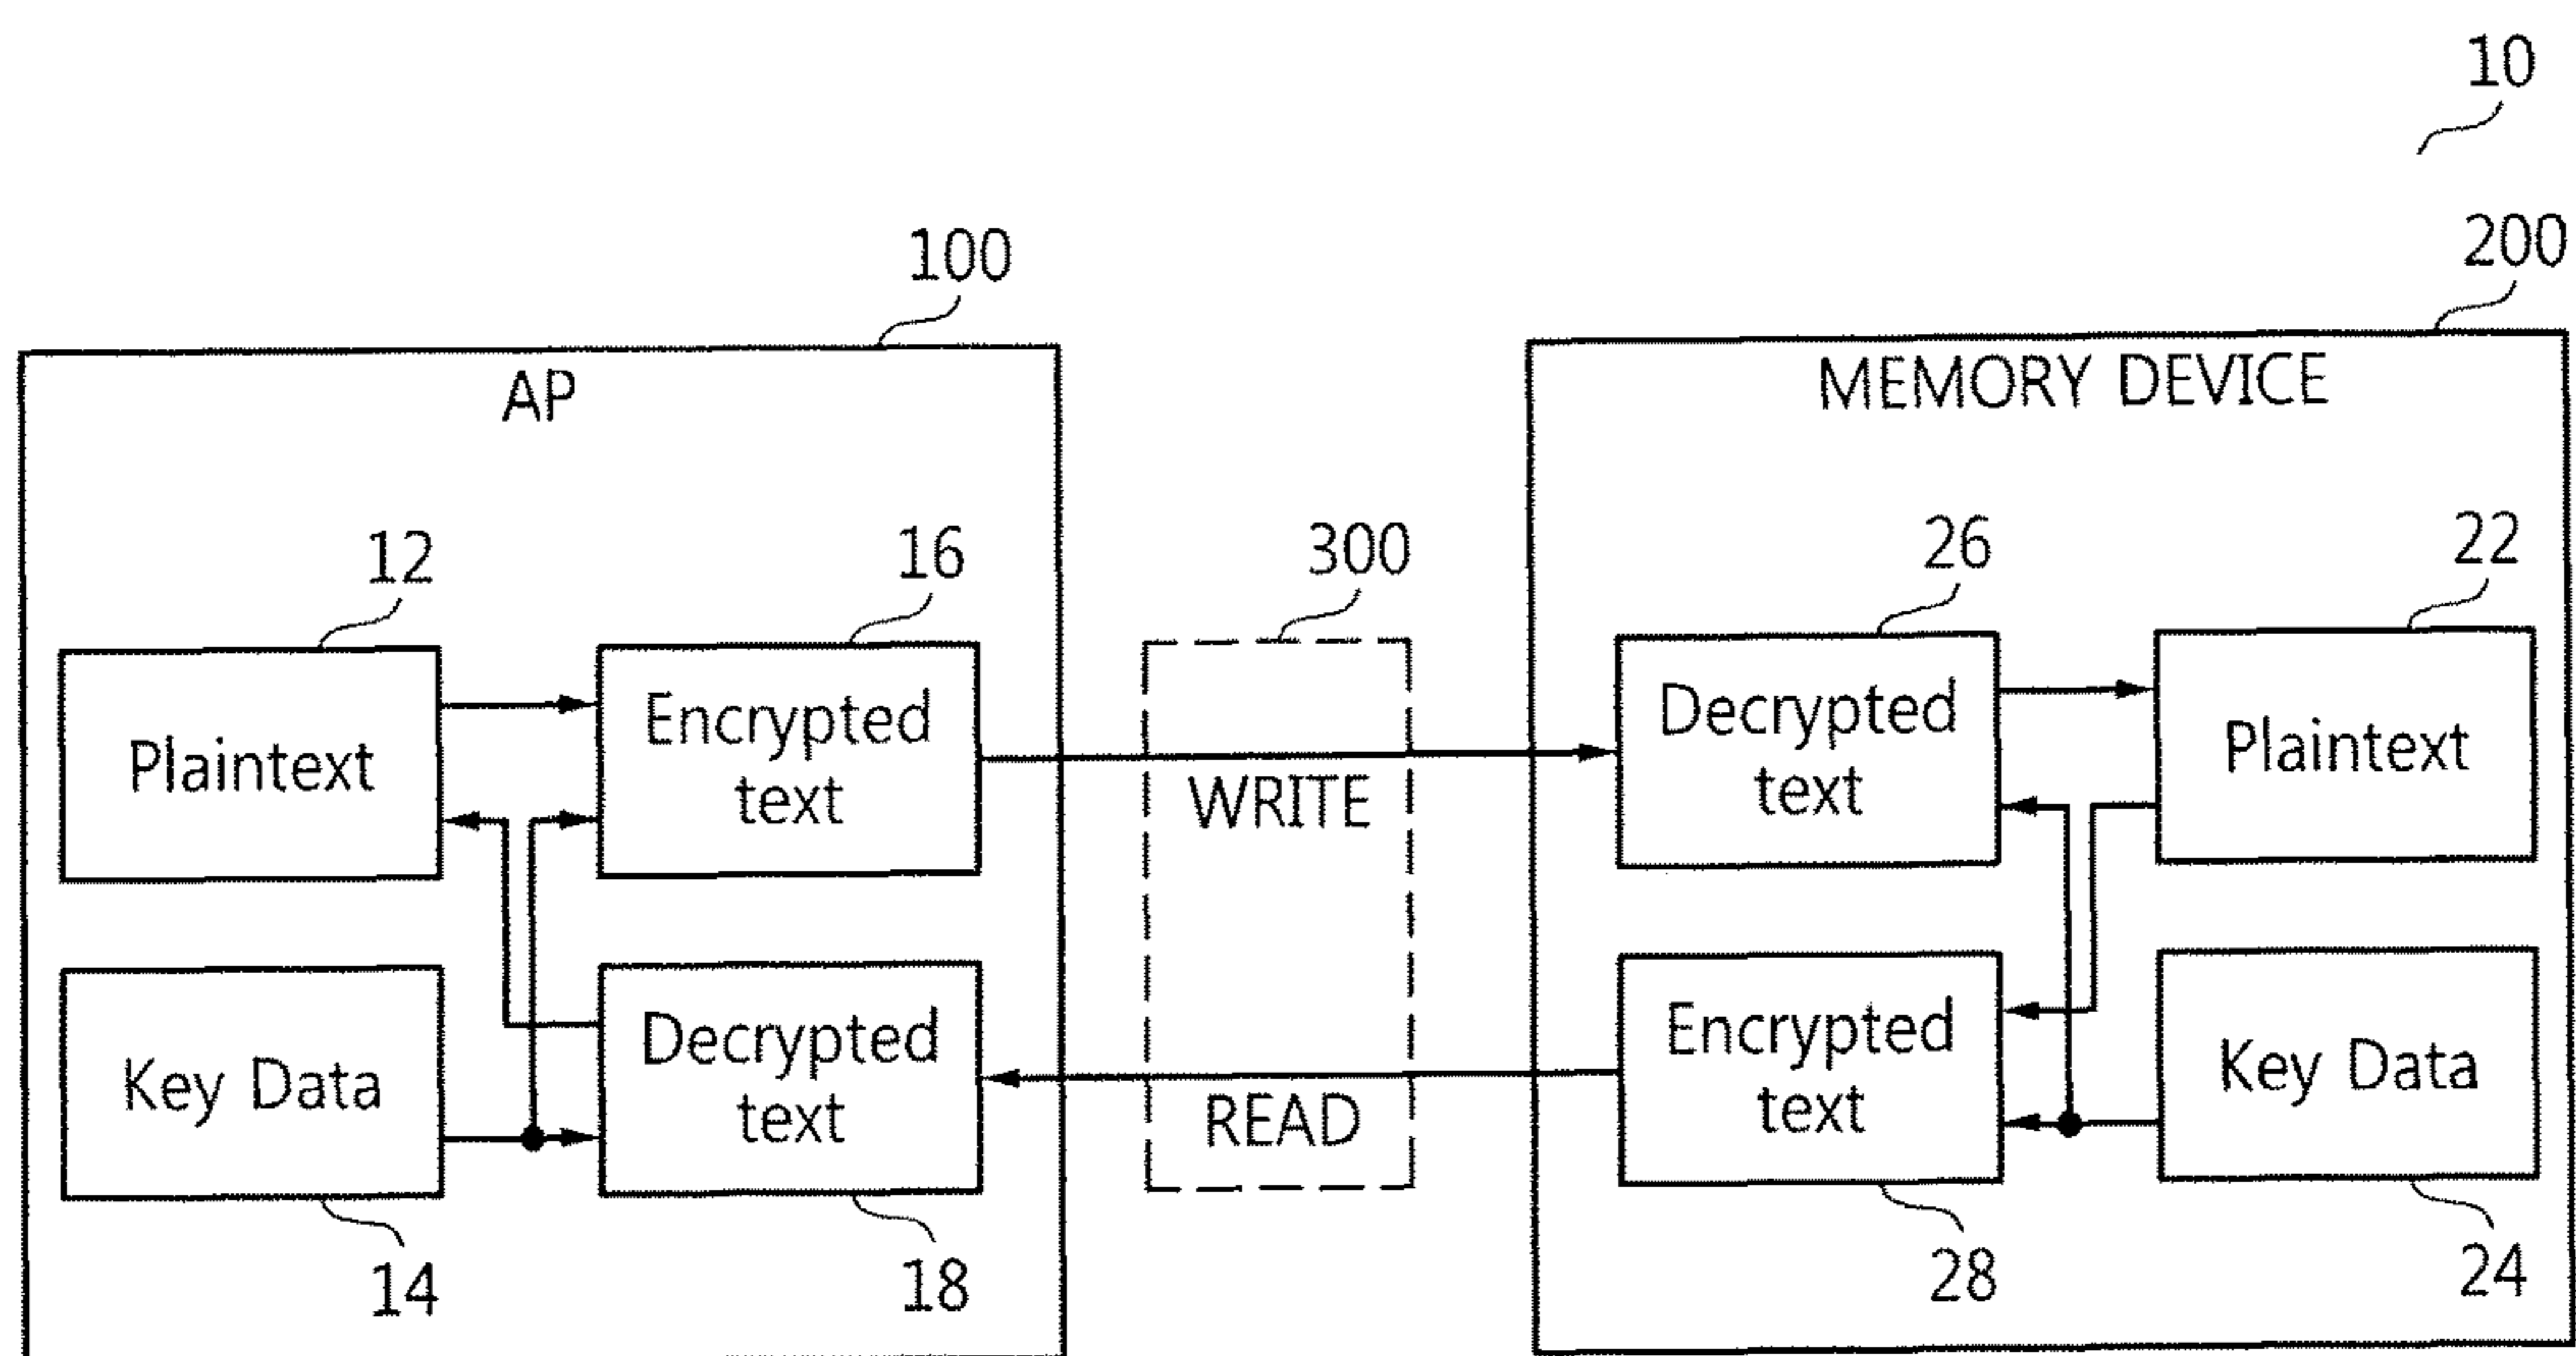 10
100
200
AP
MEMORY DEVICE
12
16
300
26
22
Plaintext
Encrypted
text
WRITE
Decrypted
text
Plaintext
Key Data
Decrypted
text
READ
Encrypted
text
Key Data
14
18
28
24